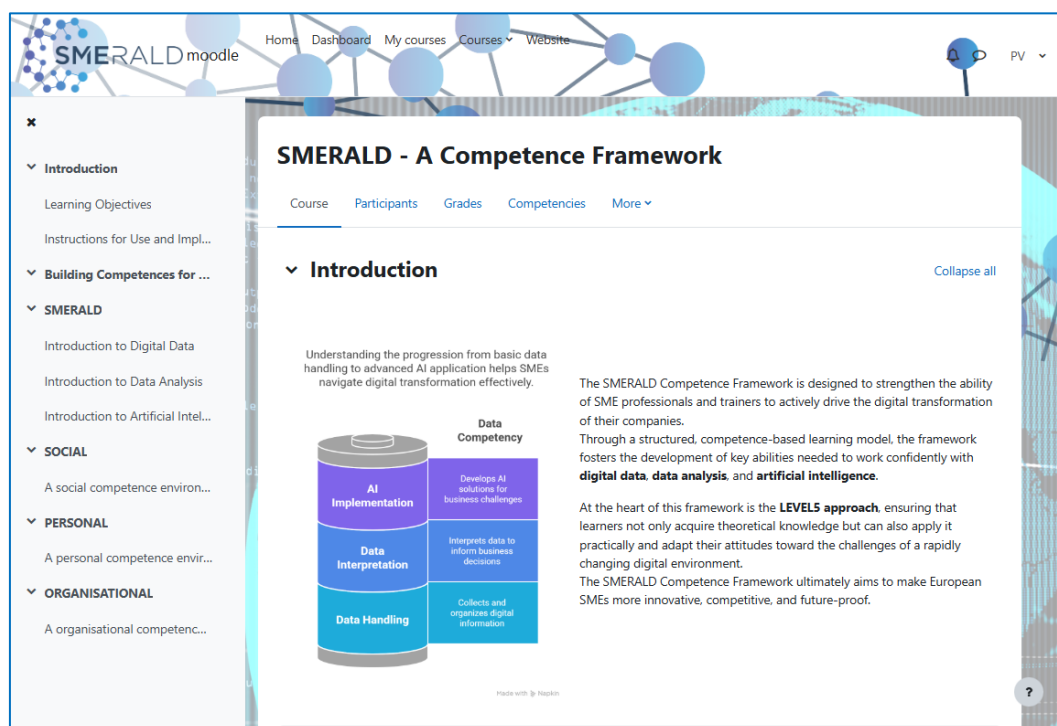 SMERALD moodle
Home Dashboard My courses Courses Website
PV
Introduction
Learning Objectives
Instructions for Use and Impl...
Building Competences for ...
SMERALD
Introduction to Digital Data
Introduction to Data Analysis
Introduction to Artificial Intel...
SOCIAL
A social competence environ...
PERSONAL
A personal competence envir...
ORGANISATIONAL
A organisational competenc...
SMERALD - A Competence Framework
Course Participants Grades Competencies More
Introduction
Collapse all
Understanding the progression from basic data
handling to advanced AI application helps SMEs
navigate digital transformation effectively.
Data
Competency
AI
Implementation
Develops AI
solutions for
business challenges
Data
Interpretation
Interprets data to
inform business
decisions
Data Handling
Collects and
organizes digital
information
Made with Napkin
The SMERALD Competence Framework is designed to strengthen the ability
of SME professionals and trainers to actively drive the digital transformation
of their companies.
Through a structured, competence-based learning model, the framework
fosters the development of key abilities needed to work confidently with
digital data, data analysis, and artificial intelligence.
At the heart of this framework is the LEVEL5 approach, ensuring that
learners not only acquire theoretical knowledge but can also apply it
practically and adapt their attitudes toward the challenges of a rapidly
changing digital environment.
The SMERALD Competence Framework ultimately aims to make European
SMEs more innovative, competitive, and future-proof.
?